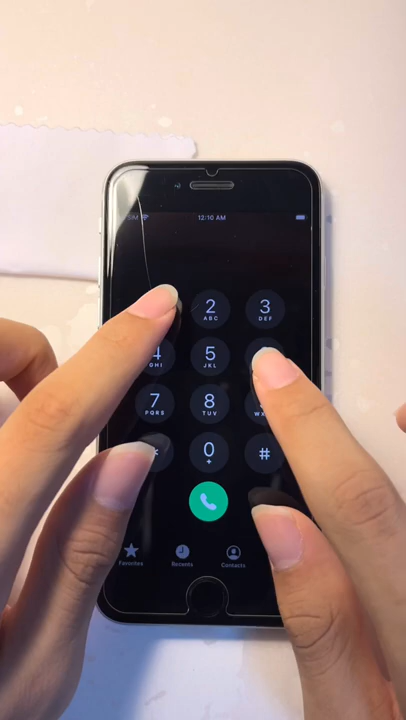 SIM 12:10 AM
2 3
ABC DEF
4 5
GHI JKL
7 8
PQRS TUV
0 #
+
Favorites Recents Contacts